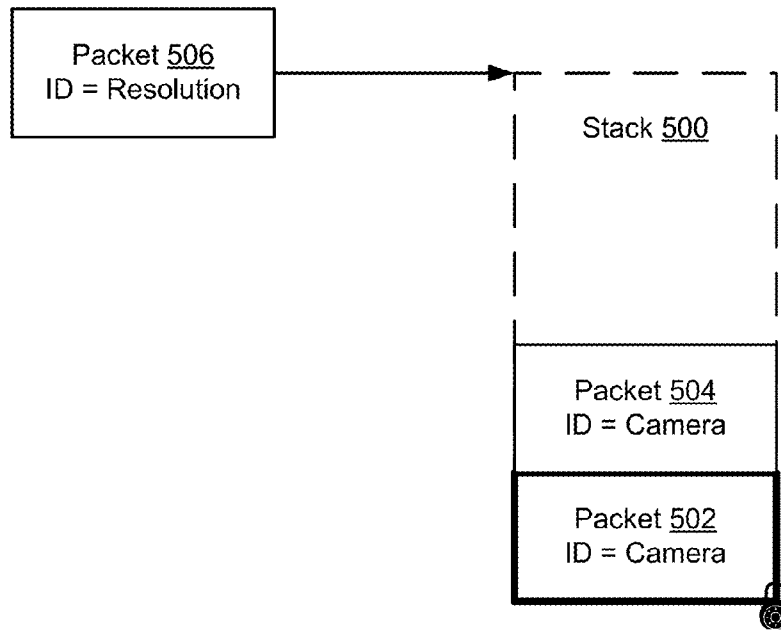 Packet 506
ID = Resolution
Stack 500
Packet 504
ID = Camera
Packet 502
ID = Camera